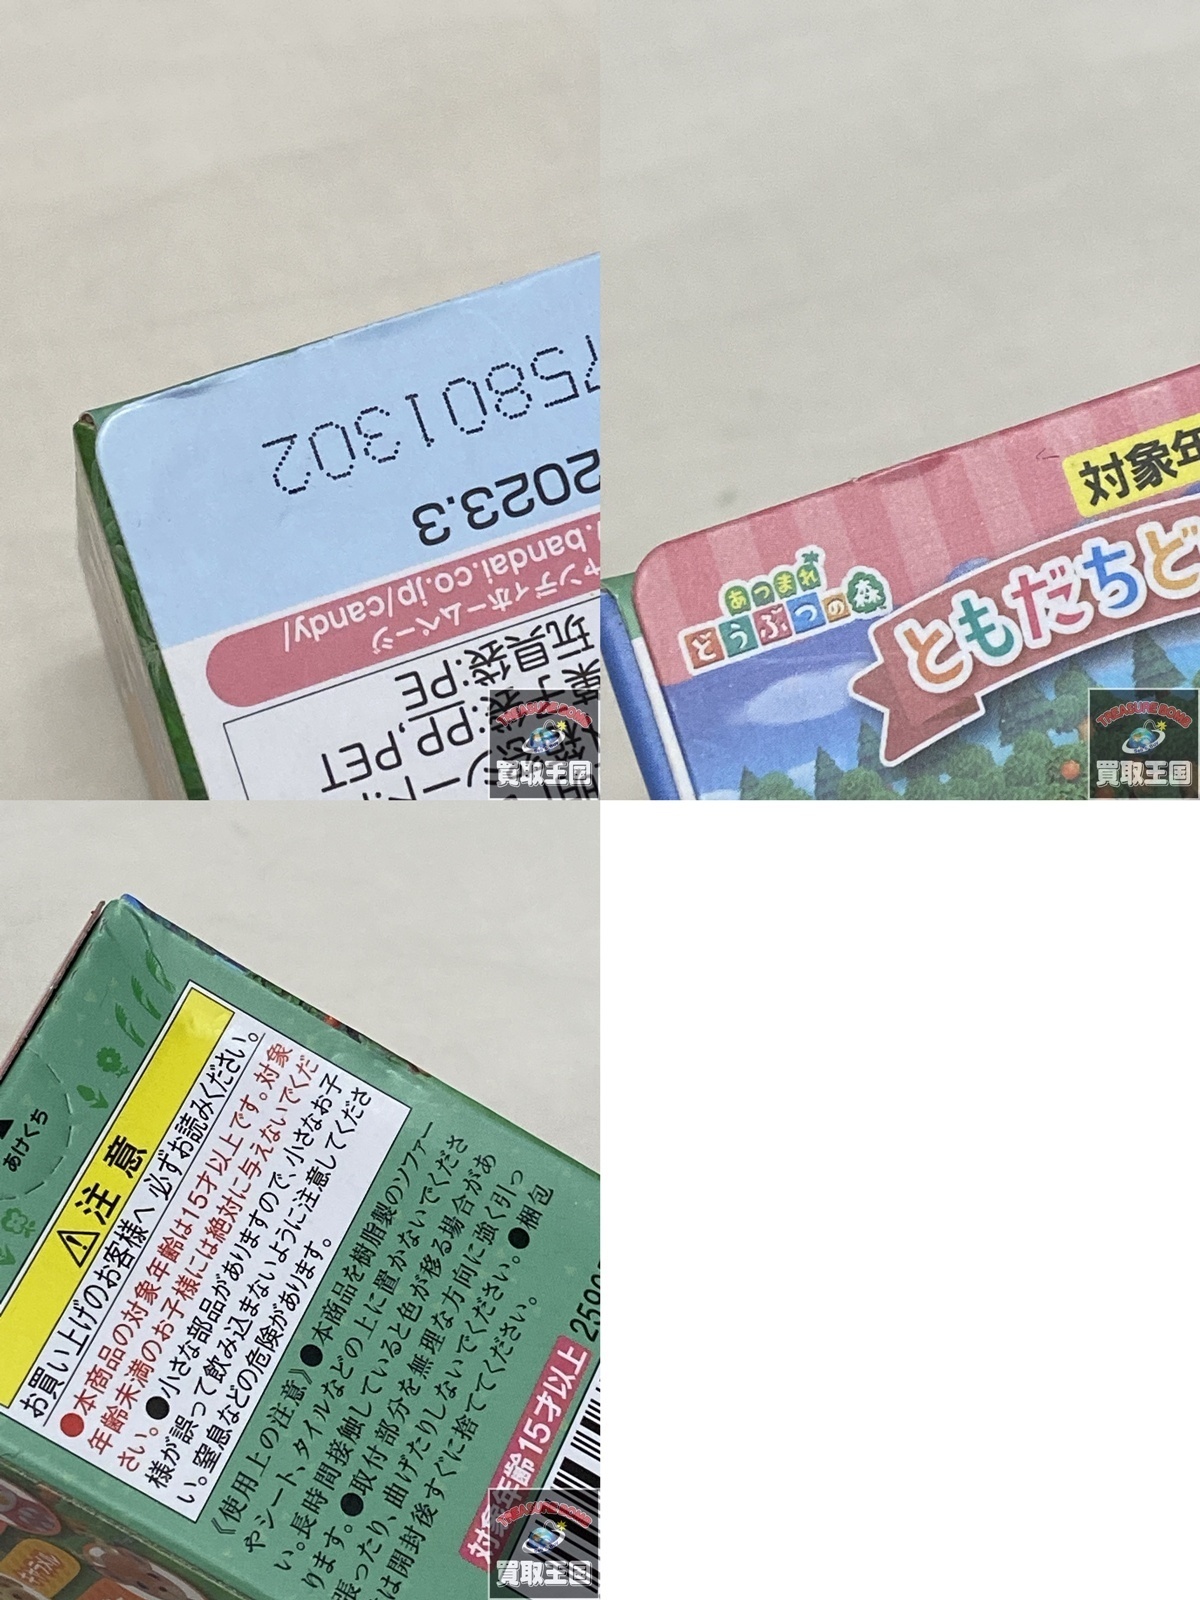 75801302
2023.3
ャンディホームページ
.bandai.co.jp/candy/
玩具袋:PE
菓子袋:PP,PET
TREASURE BOMB
買取王国
対象年
あつまれ
どうぶつの森
ともだちど
TREASURE BOMB
買取王国
あけくち
⚠注意
お買い上げのお客様へ 必ずお読みください。
●本商品の対象年齢は15才以上です。対象
年齢未満のお子様には絶対に与えないでくだ
さい。●小さな部品がありますので、小さなお子
様が誤って飲み込まないように注意してくださ
い。窒息などの危険があります。
《使用上の注意》●本商品を樹脂製のソファー
やシート、タイルなどの上に置かないでくださ
い。長時間接触していると色が移る場合があ
ります。●取付部分を無理な方向に強く引っ
張ったり、曲げたりしないでください。●梱包
は開封後すぐに捨ててください。
対象年齢15才以上
TREASURE BOMB
買取王国